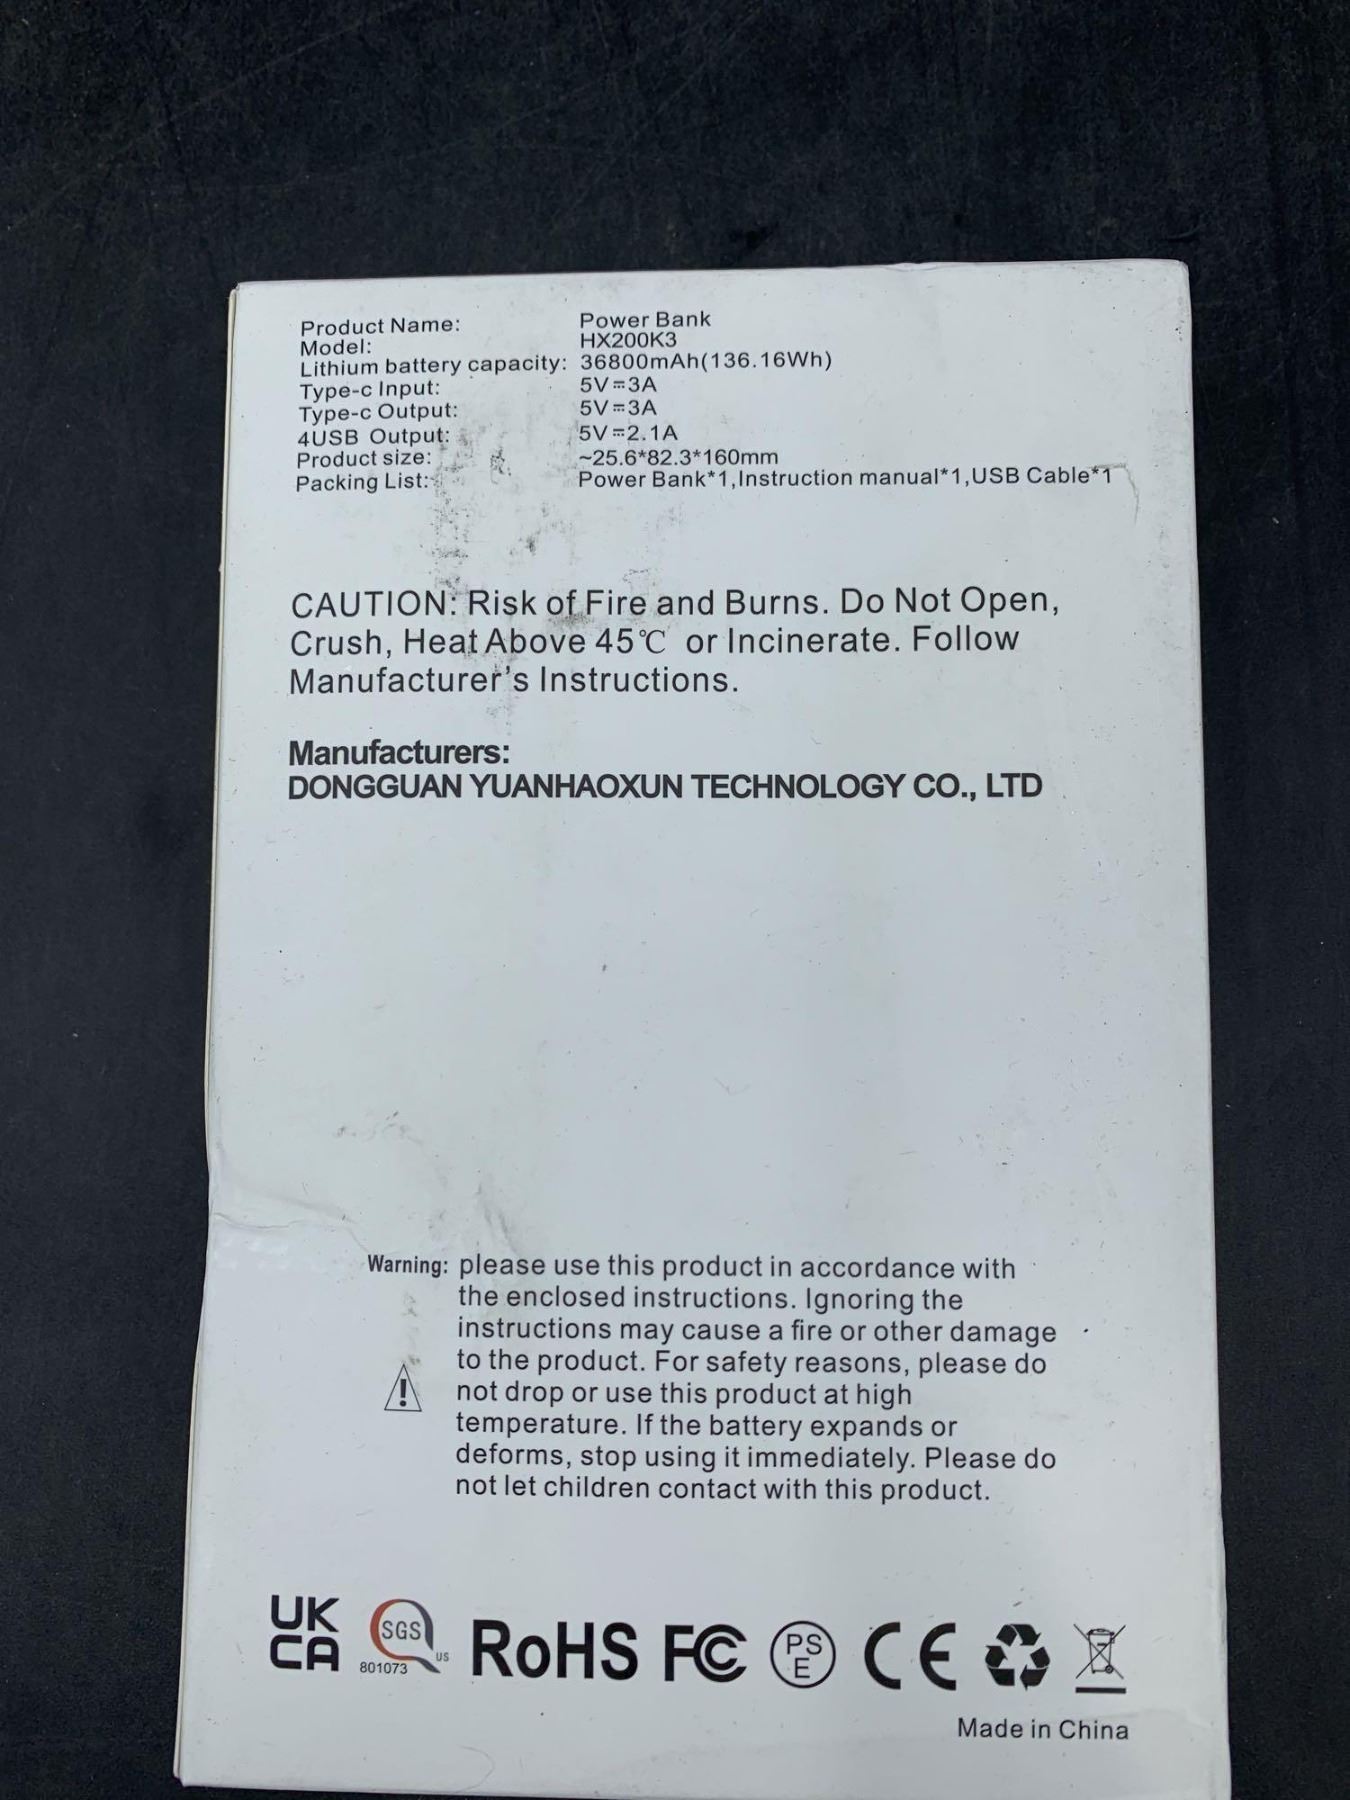 Product Name: Power Bank
Model: HX200K3
Lithium battery capacity: 36800mAh(136.16Wh)
Type-c Input: 5V⎓3A
Type-c Output: 5V⎓3A
4USB Output: 5V⎓2.1A
Product size: ~25.6*82.3*160mm
Packing List: Power Bank*1,Instruction manual*1,USB Cable*1
CAUTION: Risk of Fire and Burns. Do Not Open,
Crush, Heat Above 45℃ or Incinerate. Follow
Manufacturer's Instructions.
Manufacturers:
DONGGUAN YUANHAOXUN TECHNOLOGY CO., LTD
Warning: please use this product in accordance with
the enclosed instructions. Ignoring the
instructions may cause a fire or other damage
to the product. For safety reasons, please do
not drop or use this product at high
temperature. If the battery expands or
deforms, stop using it immediately. Please do
not let children contact with this product.
UK
CA
SGS
US
801073
RoHS
FC
PS
E
CE
Made in China